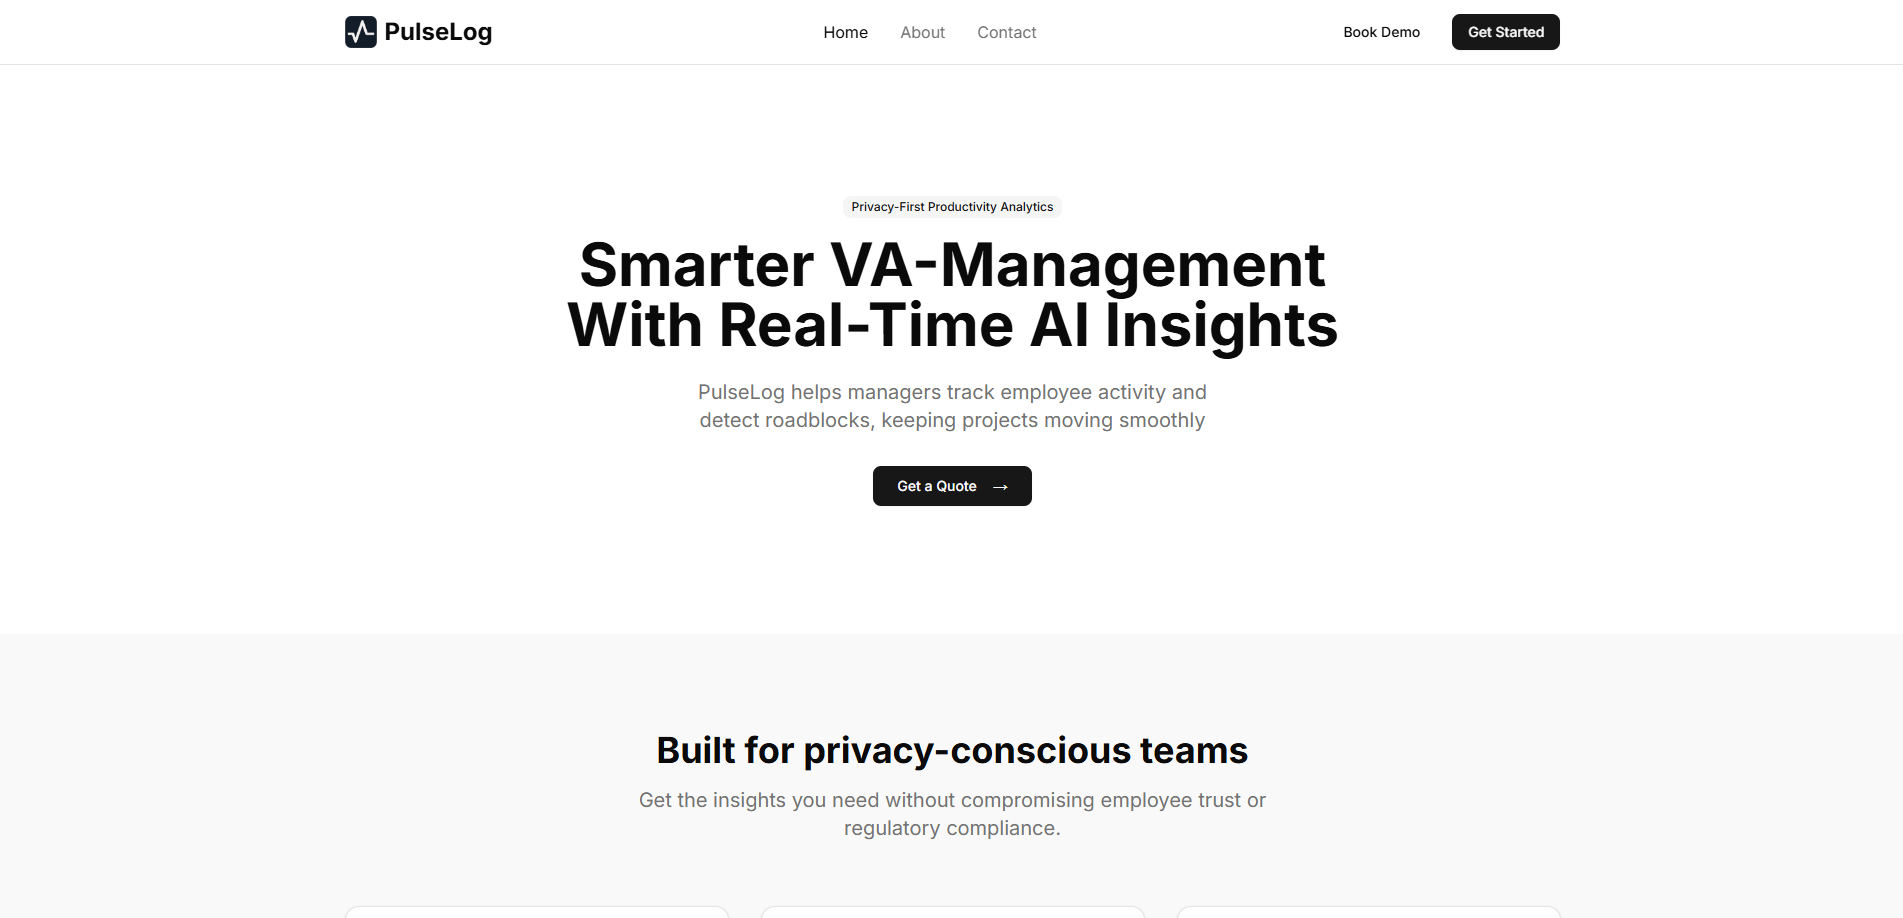 PulseLog
Home
About
Contact
Book Demo
Get Started
Privacy-First Productivity Analytics
Smarter VA-Management
With Real-Time AI Insights
PulseLog helps managers track employee activity and
detect roadblocks, keeping projects moving smoothly
Get a Quote →
Built for privacy-conscious teams
Get the insights you need without compromising employee trust or
regulatory compliance.